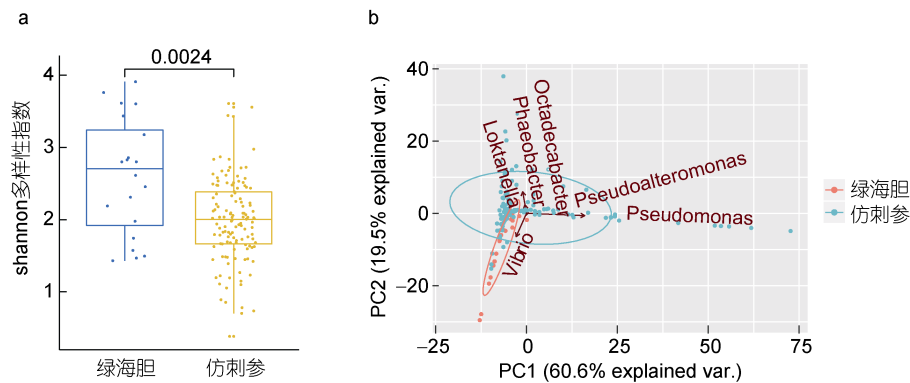 a
0.0024
4
3
2
1
shannon多样性指数
绿海胆
仿刺参
b
40
20
0
−20
PC2 (19.5% explained var.)
Loktanella
Phaeobacter
Octadecabacter
Pseudoalteromonas
Pseudomonas
Vibrio
−25
0
25
50
75
PC1 (60.6% explained var.)
绿海胆
仿刺参